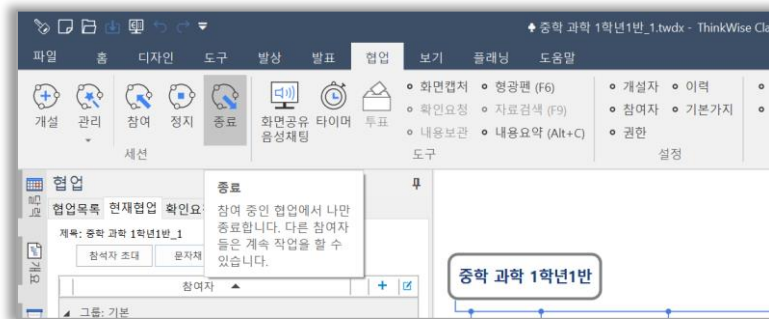 중학 과학 1학년1반_1.twdx - ThinkWise Cla
파일 홈 디자인 도구 발상 발표 협업 보기 플래닝 도움말
개설 관리 참여 정지 종료 화면공유 음성채팅 타이머 투표
화면캡처 형광펜 (F6) 개설자 이력
확인요청 자료검색 (F9) 참여자 기본가지
내용보관 내용요약 (Alt+C) 권한
세션 도구 설정
협업
달력
개요
협업목록 현재협업 확인요
제목: 중학 과학 1학년1반_1
참석자 초대 문자채
참여자
그룹: 기본
종료
참여 중인 협업에서 나만
종료합니다. 다른 참여자
들은 계속 작업을 할 수
있습니다.
중학 과학 1학년1반